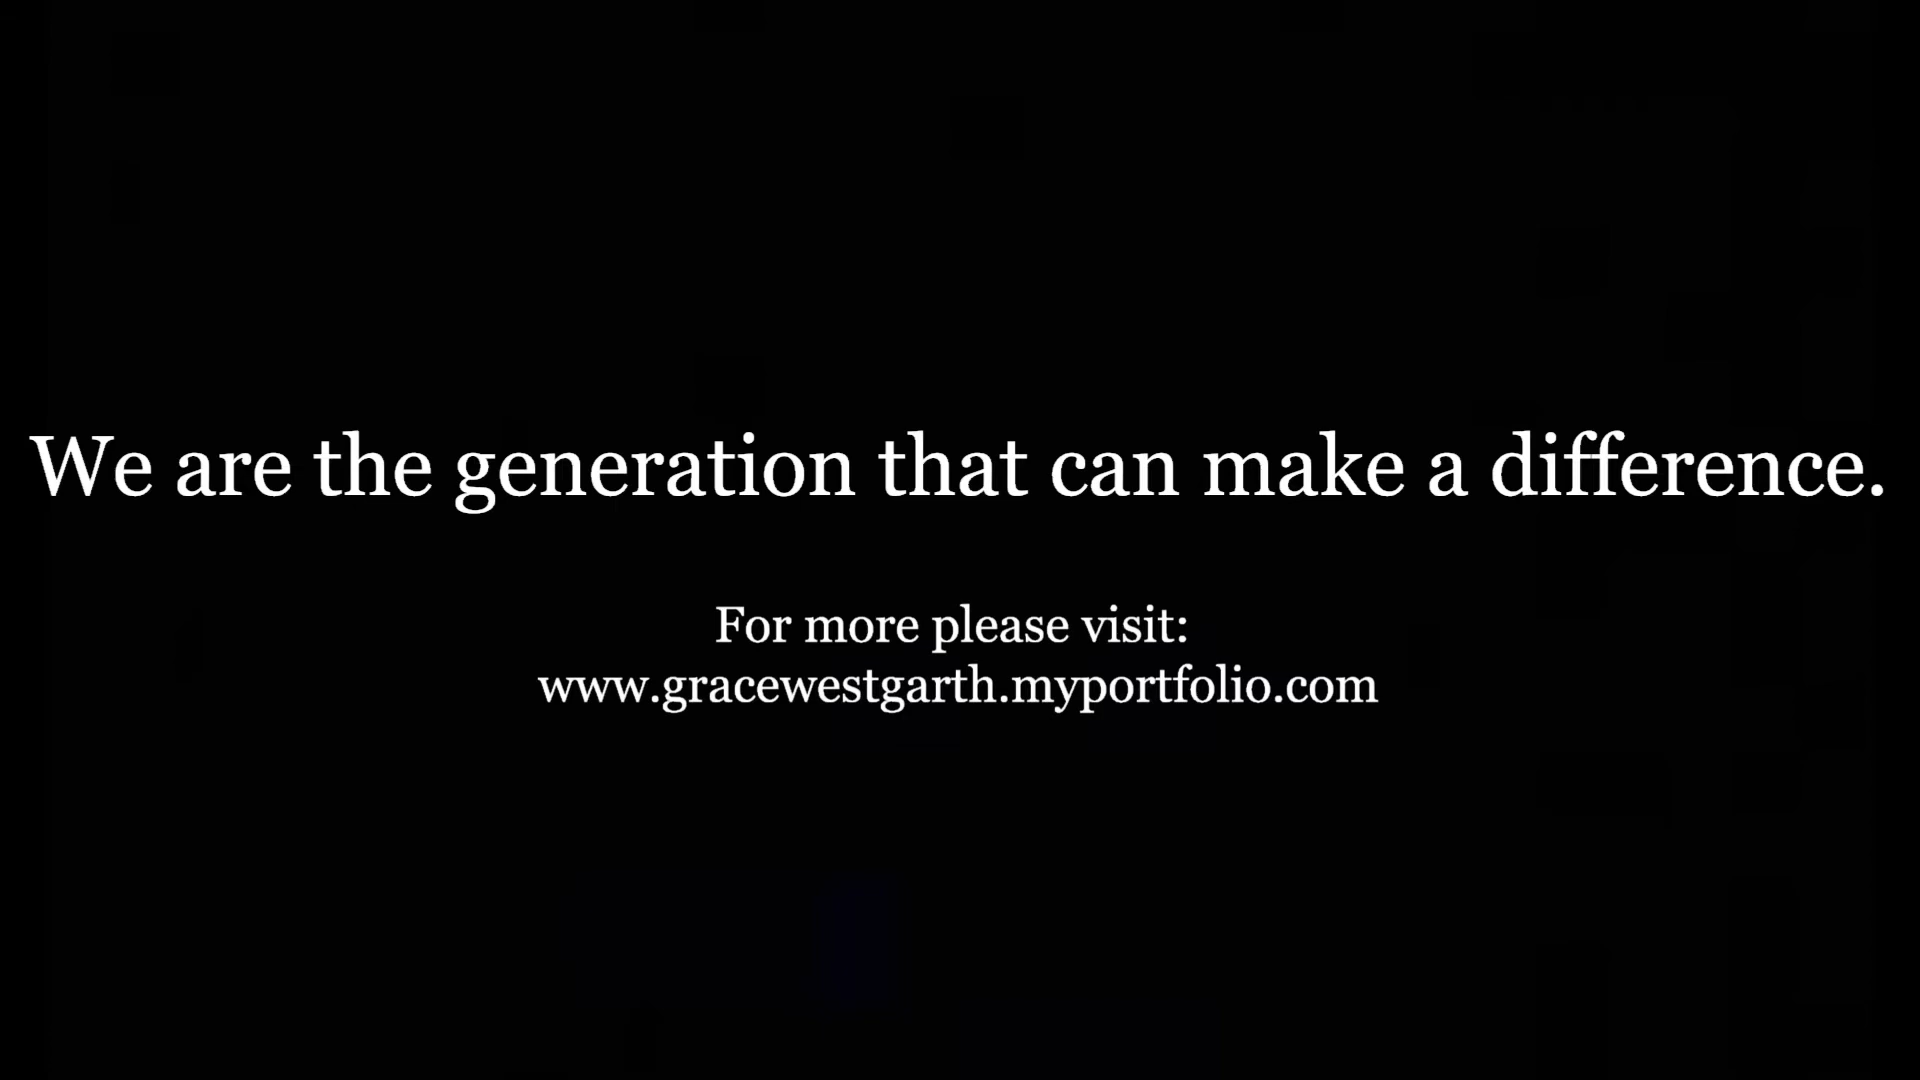 We are the generation that can make a difference.
For more please visit:
www.gracewestgarth.myportfolio.com